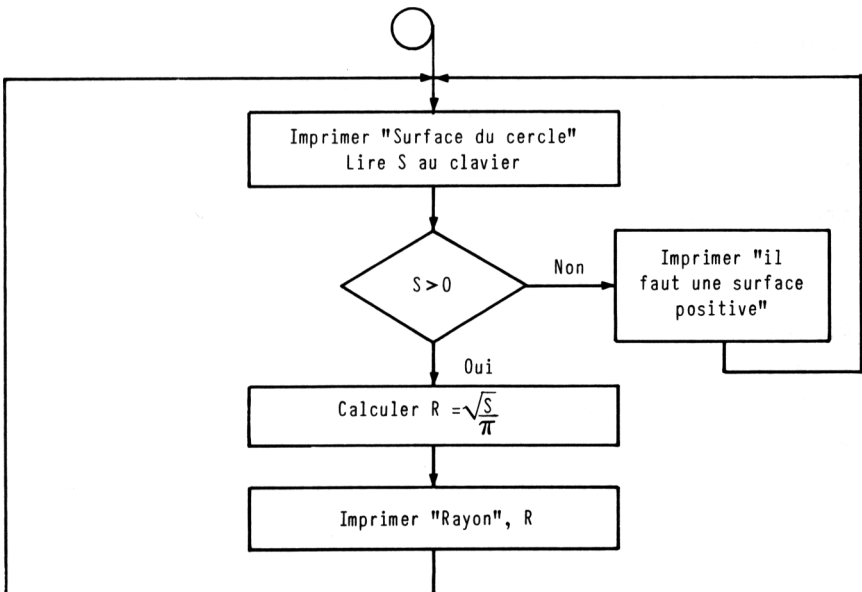 Imprimer "Surface du cercle"
Lire S au clavier
S>0
Non
Imprimer "il
faut une surface
positive"
Oui
Calculer R = √S/π
Imprimer "Rayon", R